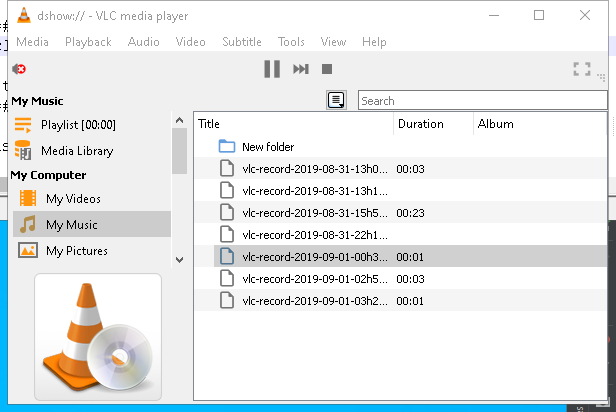 dshow:// - VLC media player
Media Playback Audio Video Subtitle Tools View Help
Search
My Music
Playlist [00:00]
Media Library
My Computer
My Videos
My Music
My Pictures
Title Duration Album
New folder
vlc-record-2019-08-31-13h0... 00:03
vlc-record-2019-08-31-13h1...
vlc-record-2019-08-31-15h5... 00:23
vlc-record-2019-08-31-22h1...
vlc-record-2019-09-01-00h3... 00:01
vlc-record-2019-09-01-02h5... 00:03
vlc-record-2019-09-01-03h2... 00:01